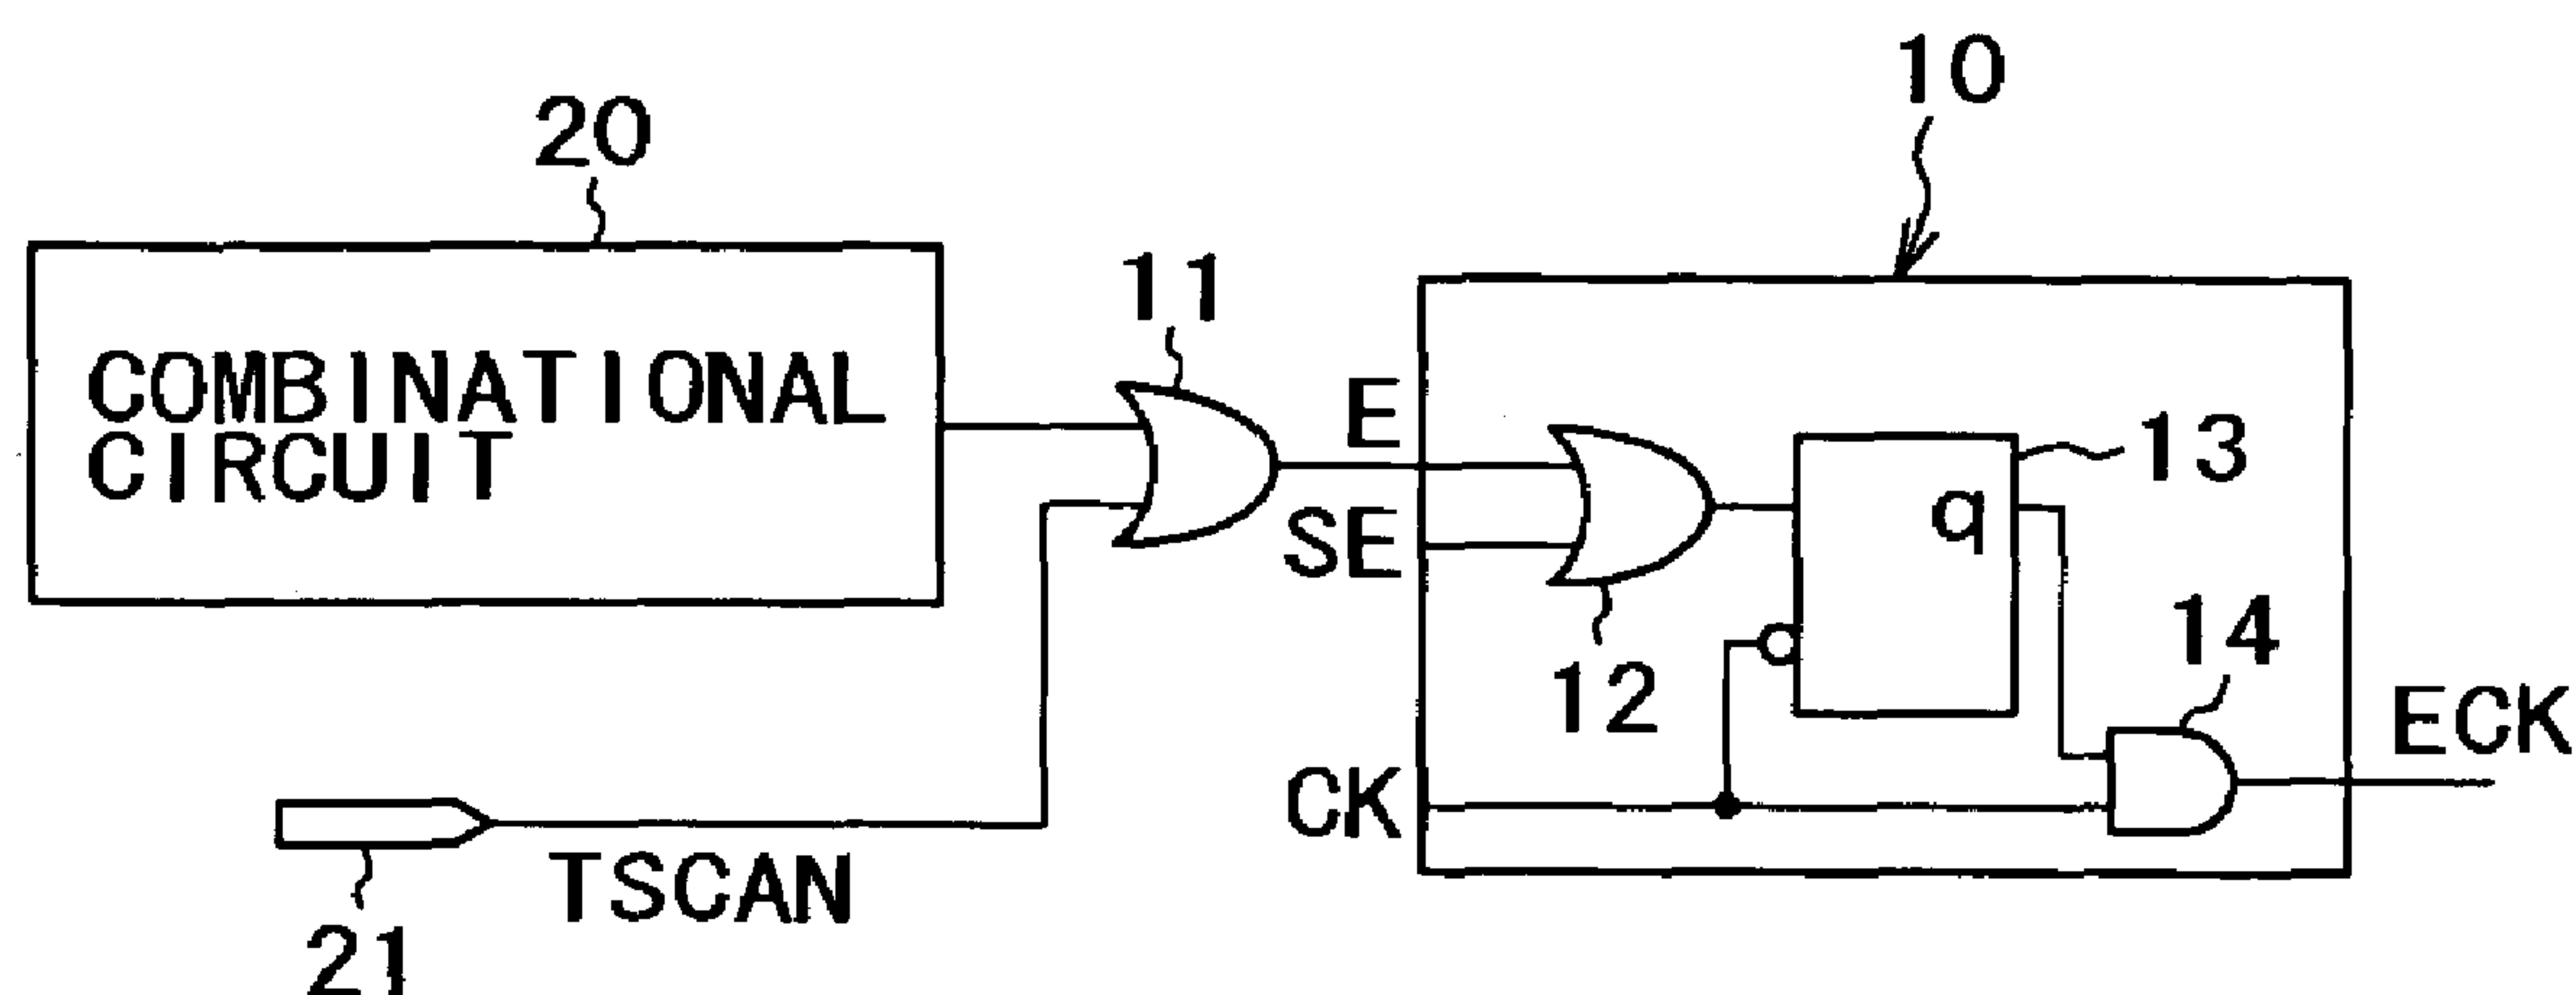 10
20
11
COMBINATIONAL
CIRCUIT
E
13
q
SE
14
12
ECK
CK
TSCAN
21